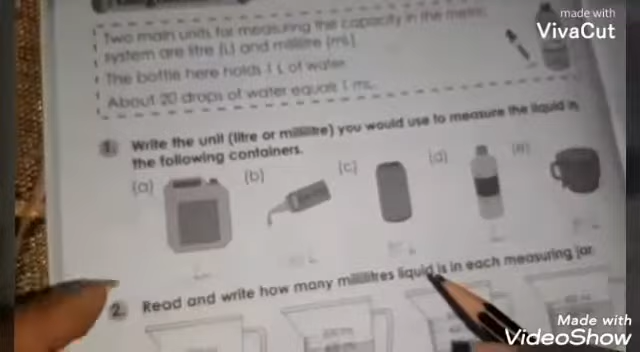 made with
VivaCut
Two main units for measuring the capacity in the metric
system are litre (L) and millilitre (mL).
The bottle here holds 1 L of water.
About 20 drops of water equals 1 mL.
1. Write the unit (litre or millilitre) you would use to measure the liquid in
the following containers.
(a) (b) (c) (d) (e)
2. Read and write how many millilitres liquid is in each measuring jar.
Made with
VideoShow